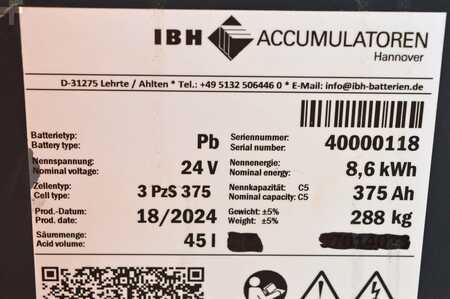 IBH ACCUMULATOREN
Hannover
D-31275 Lehrte / Ahlten * Tel.: +49 5132 506446 0 * E-Mail: info@ibh-batterien.de
Batterietyp: Pb Seriennummer: 40000118
Battery type: Serial number:
Nennspannung: 24 V Nennenergie: 8,6 kWh
Nominal voltage: Nominal energy:
Zellentyp: 3 PzS 375 Nennkapazität: C5 375 Ah
Cell type: Nominal capacity: C5
Prod.-Datum: 18/2024 Gewicht: ±5% 288 kg
Prod. date: Weight: ±5%
Säuremenge: 45 l
Acid volume: